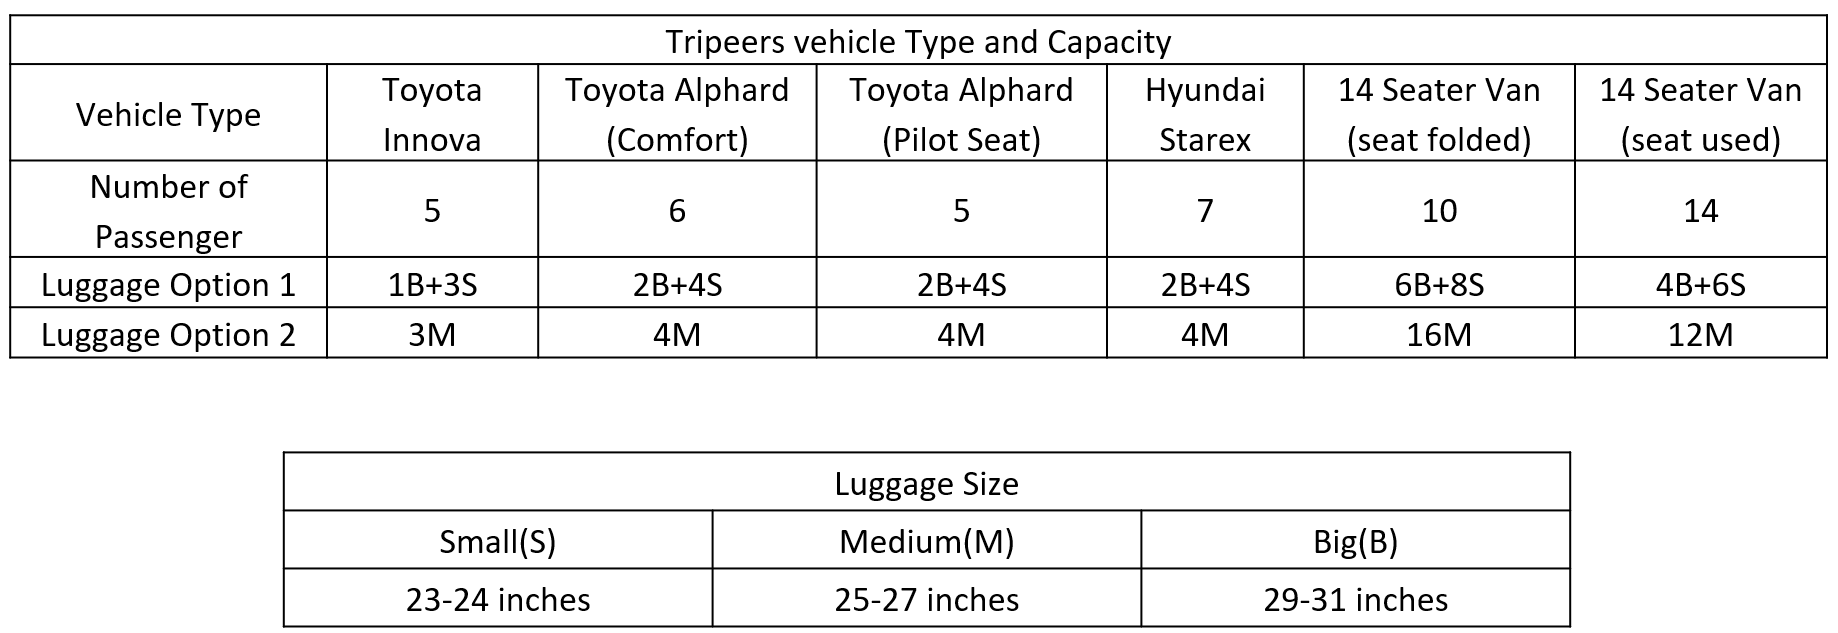 Tripeers vehicle Type and Capacity
Vehicle Type
Toyota
Innova
Toyota Alphard
(Comfort)
Toyota Alphard
(Pilot Seat)
Hyundai
Starex
14 Seater Van
(seat folded)
14 Seater Van
(seat used)
Number of
Passenger
5
6
5
7
10
14
Luggage Option 1
1B+3S
2B+4S
2B+4S
2B+4S
6B+8S
4B+6S
Luggage Option 2
3M
4M
4M
4M
16M
12M
Luggage Size
Small(S)
Medium(M)
Big(B)
23-24 inches
25-27 inches
29-31 inches